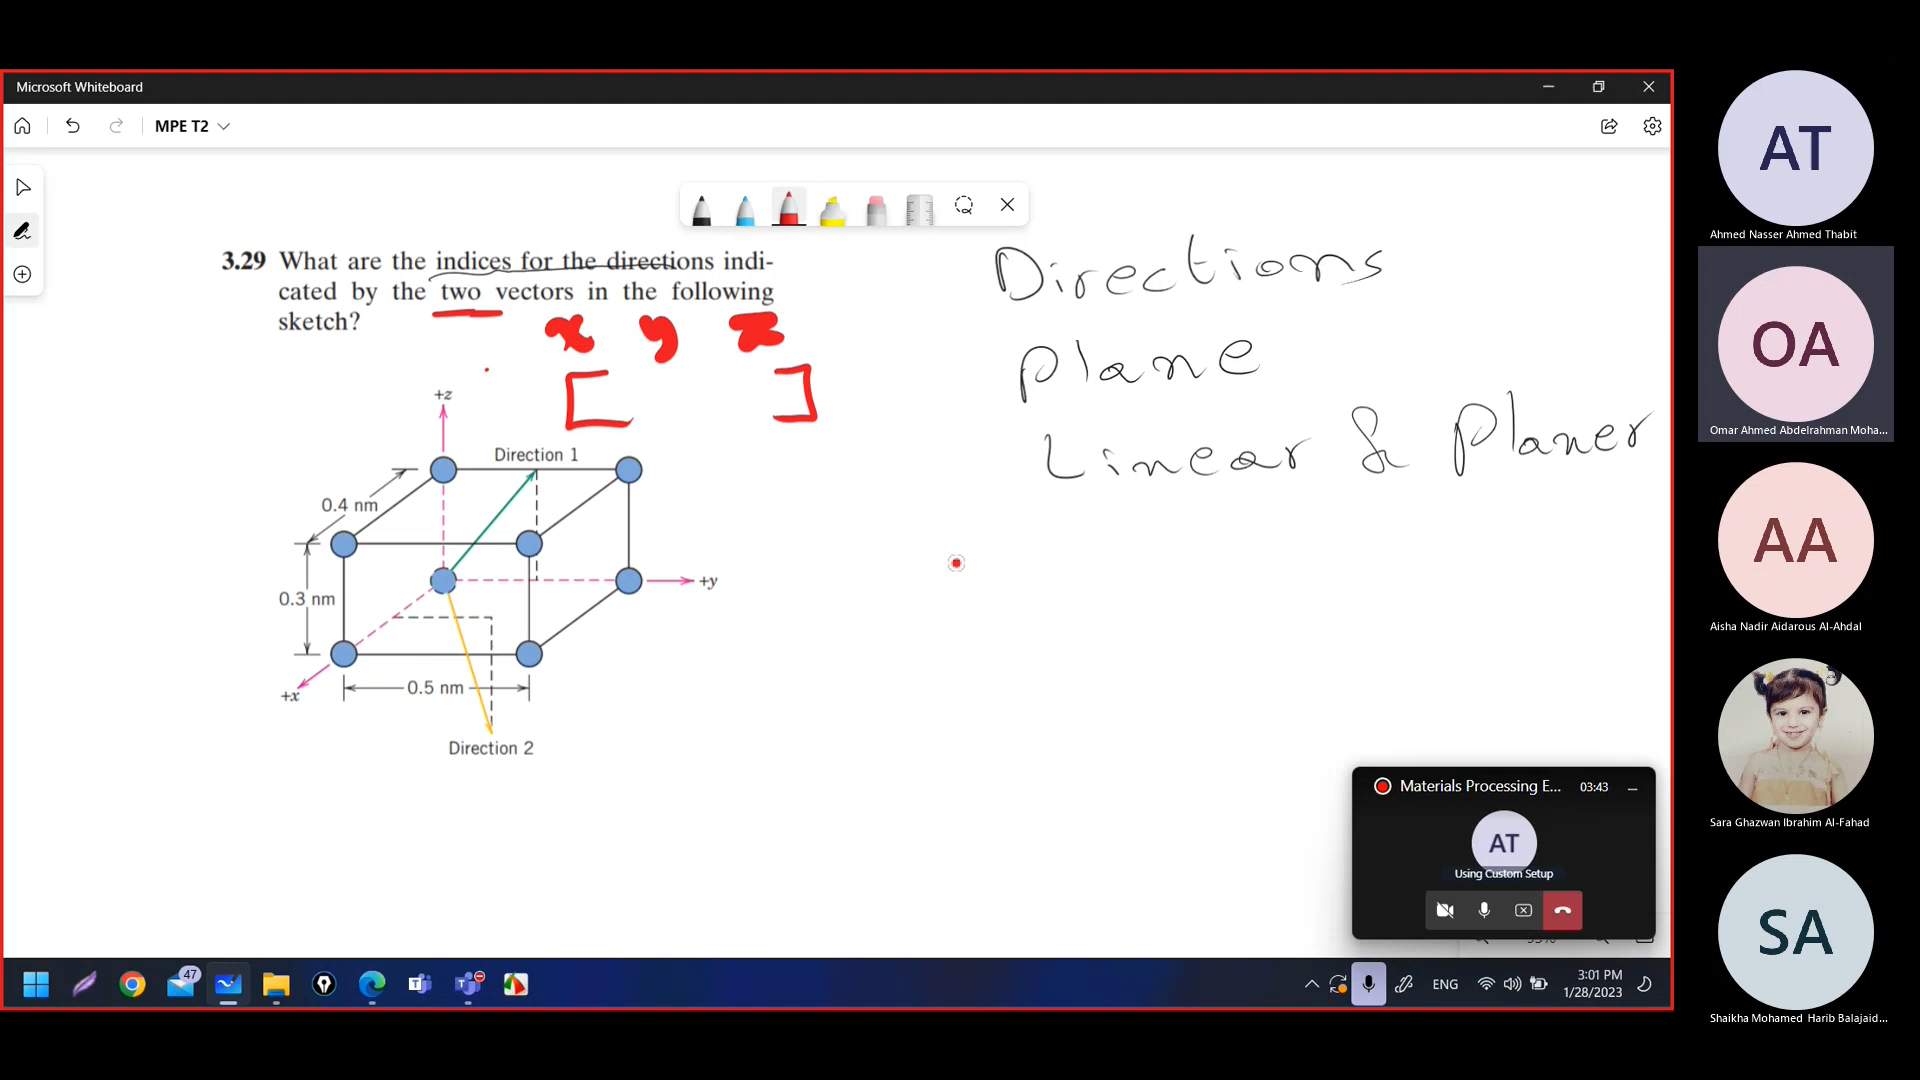 Microsoft Whiteboard
MPE T2
3.29 What are the indices for the directions indi-
cated by the two vectors in the following
sketch?
x y z
[ ]
+z
Direction 1
0.4 nm
0.3 nm
+y
+x
0.5 nm
Direction 2
Directions
Plane
Linear & Planer
Materials Processing E... 03:43
AT
Using Custom Setup
47
ENG
3:01 PM
1/28/2023
AT
Ahmed Nasser Ahmed Thabit
OA
Omar Ahmed Abdelrahman Moha...
AA
Aisha Nadir Aidarous Al-Ahdal
Sara Ghazwan Ibrahim Al-Fahad
SA
Shaikha Mohamed Harib Balajaid...